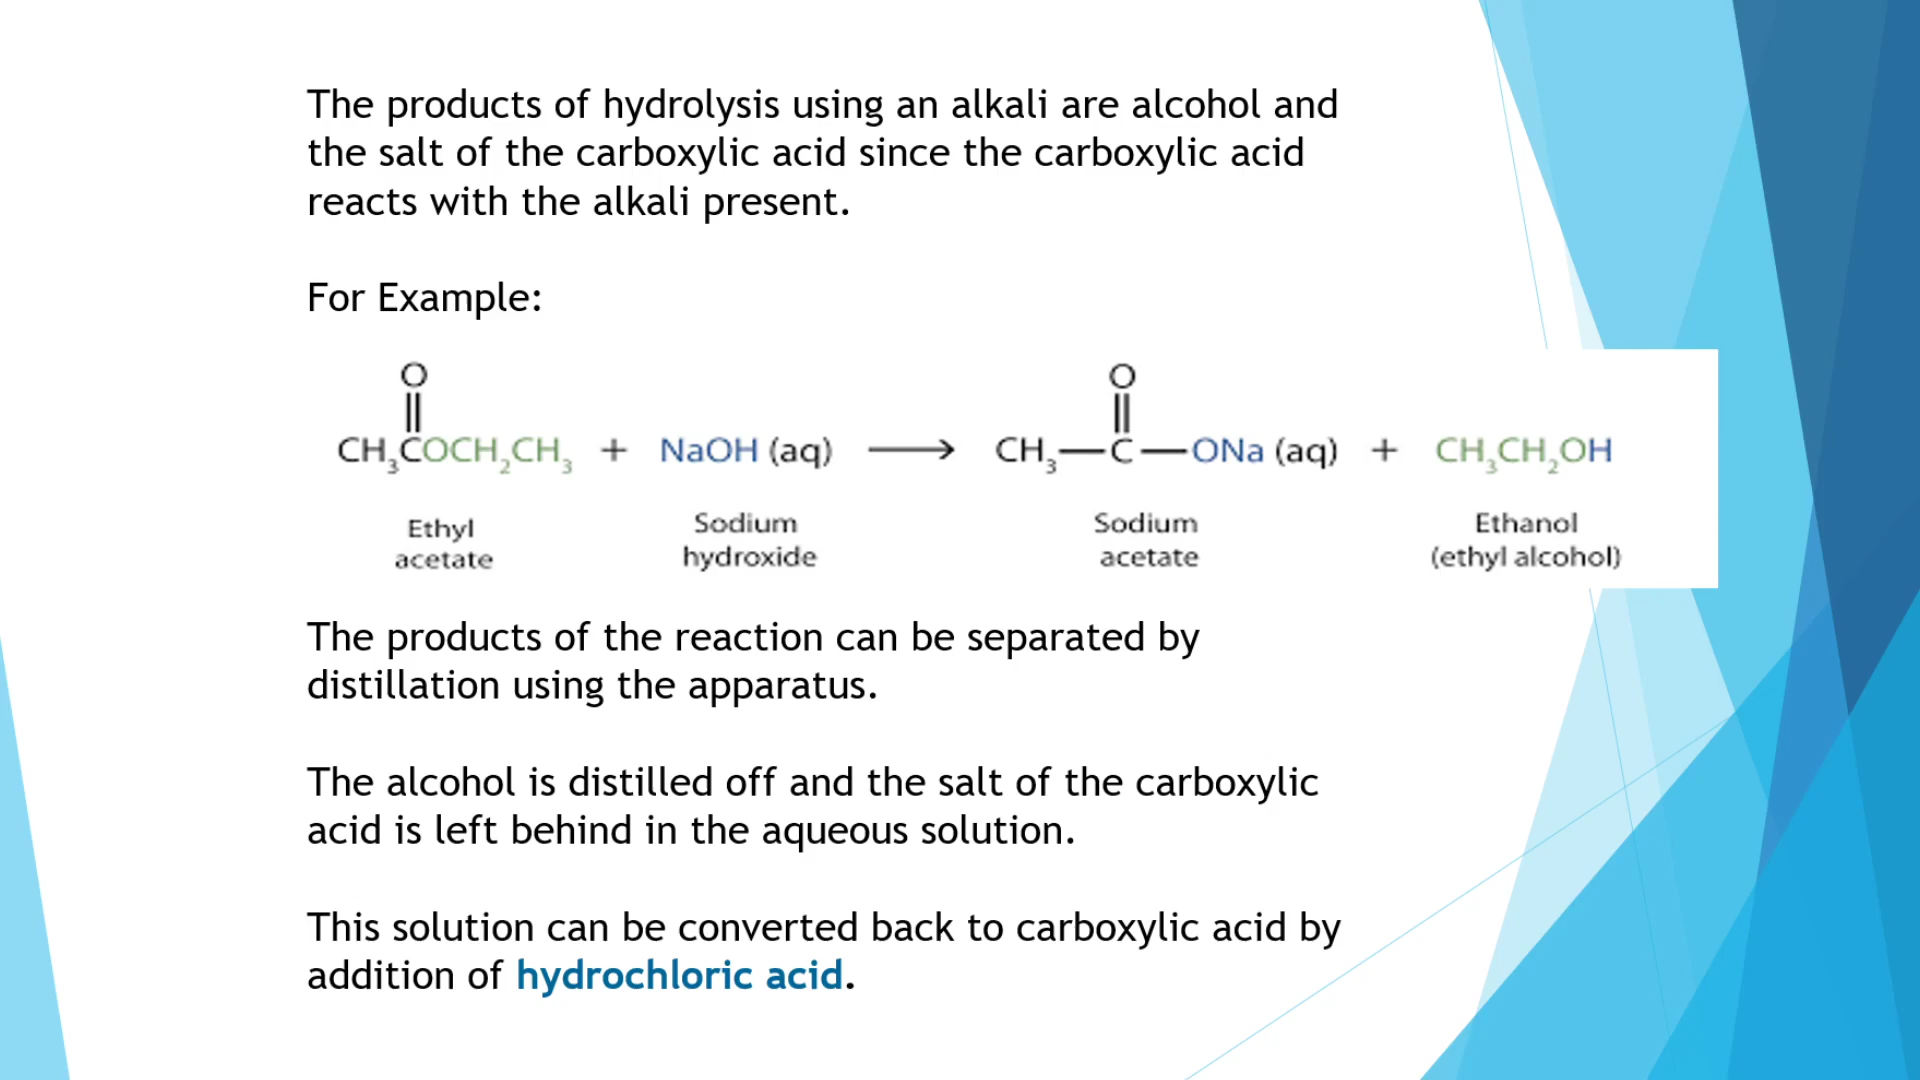 The products of hydrolysis using an alkali are alcohol and
the salt of the carboxylic acid since the carboxylic acid
reacts with the alkali present.
For Example:
O
||
CH₃COCH₂CH₃ + NaOH (aq) ⟶ CH₃—C—ONa (aq) + CH₃CH₂OH
O
||
Ethyl
acetate
Sodium
hydroxide
Sodium
acetate
Ethanol
(ethyl alcohol)
The products of the reaction can be separated by
distillation using the apparatus.
The alcohol is distilled off and the salt of the carboxylic
acid is left behind in the aqueous solution.
This solution can be converted back to carboxylic acid by
addition of hydrochloric acid.